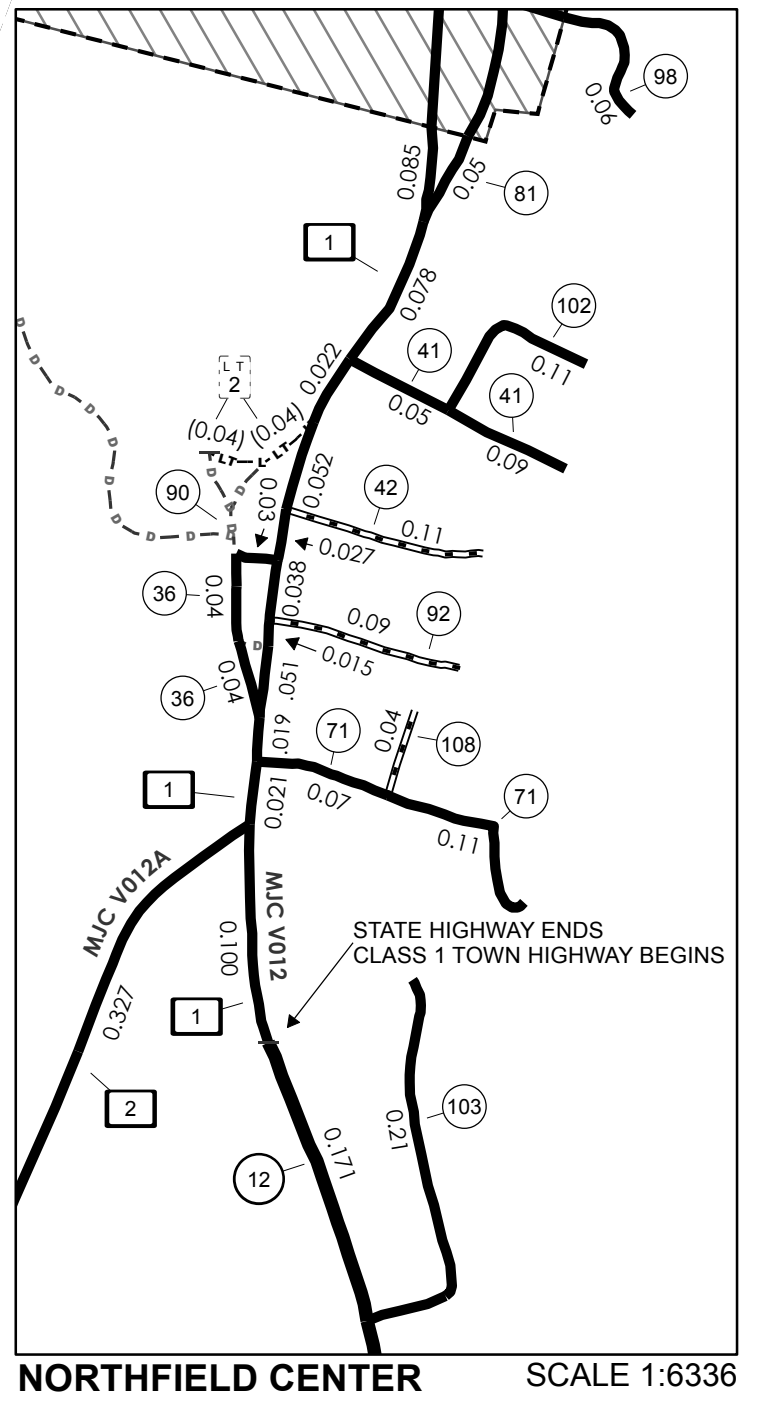 98
0.06
0.085
0.05
81
1
0.078
102
0.022
41
0.11
L T
2
0.05
41
(0.04) (0.04)
LT
L
LT
0.09
0.052
42
90
0.03
0.11
D
D
D
D
D
D
D
D
D
D
D
D
0.027
36
0.04
0.038
0.09
92
D
0.015
0.04
.051
36
.019
71
0.04
108
1
0.021
0.07
71
0.11
MJC V012A
MJC V012
STATE HIGHWAY ENDS
CLASS 1 TOWN HIGHWAY BEGINS
0.100
1
0.327
2
103
0.21
0.171
12
NORTHFIELD CENTER
SCALE 1:6336